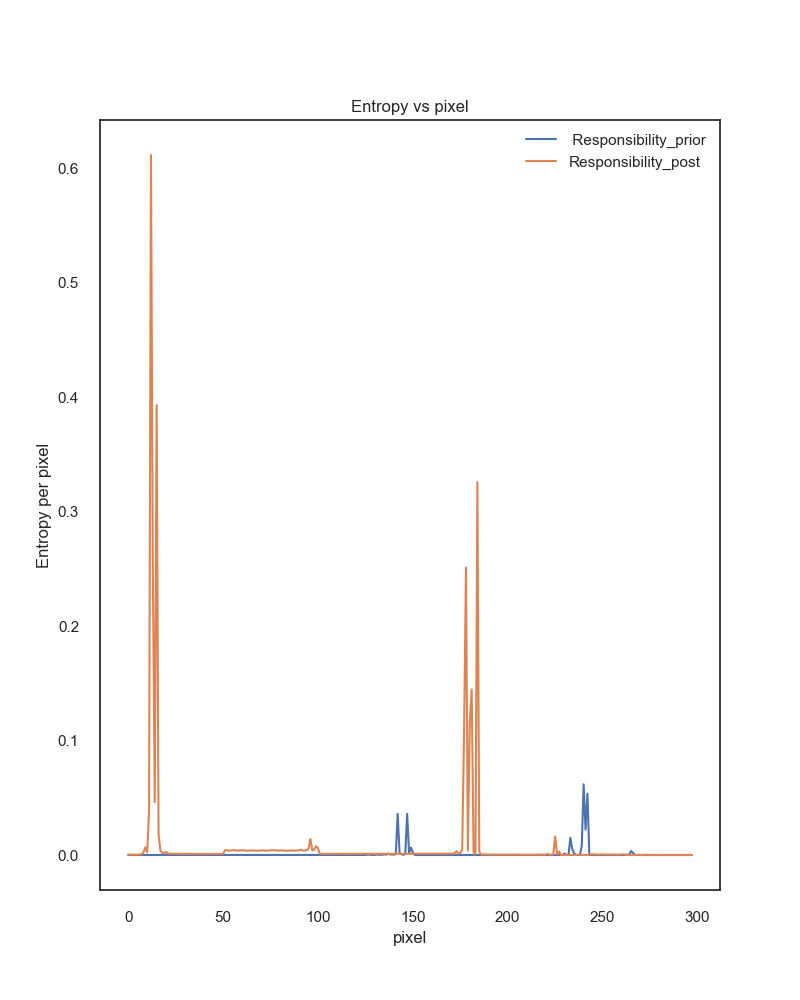 Entropy vs pixel
Responsibility_prior
Responsibility_post
Entropy per pixel
0.6
0.5
0.4
0.3
0.2
0.1
0.0
0 50 100 150 200 250 300
pixel